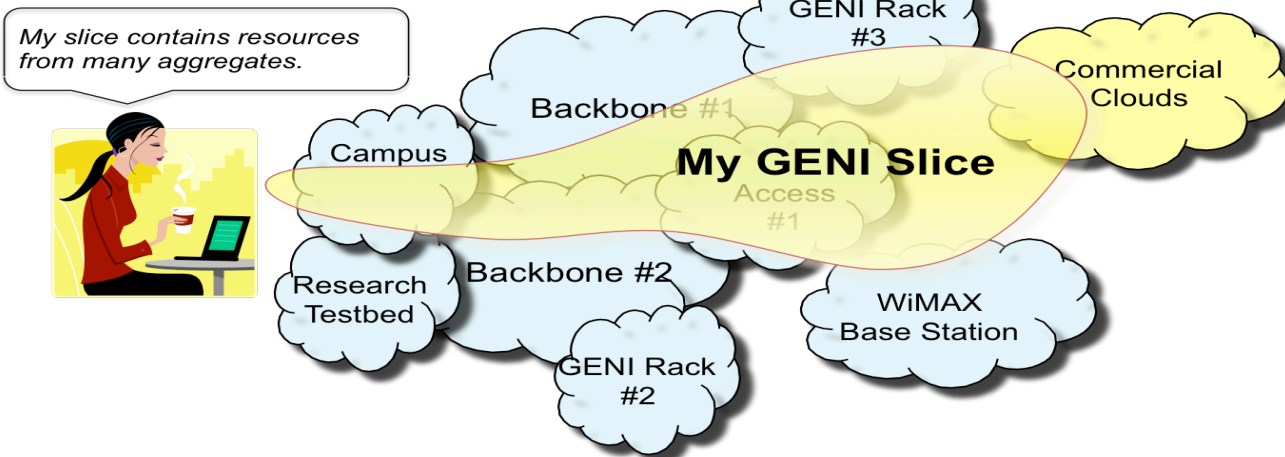 My slice contains resources
from many aggregates.
GENI Rack
#3
Commercial
Clouds
Backbone #1
Campus
My GENI Slice
Access
#1
Backbone #2
Research
Testbed
WiMAX
Base Station
GENI Rack
#2